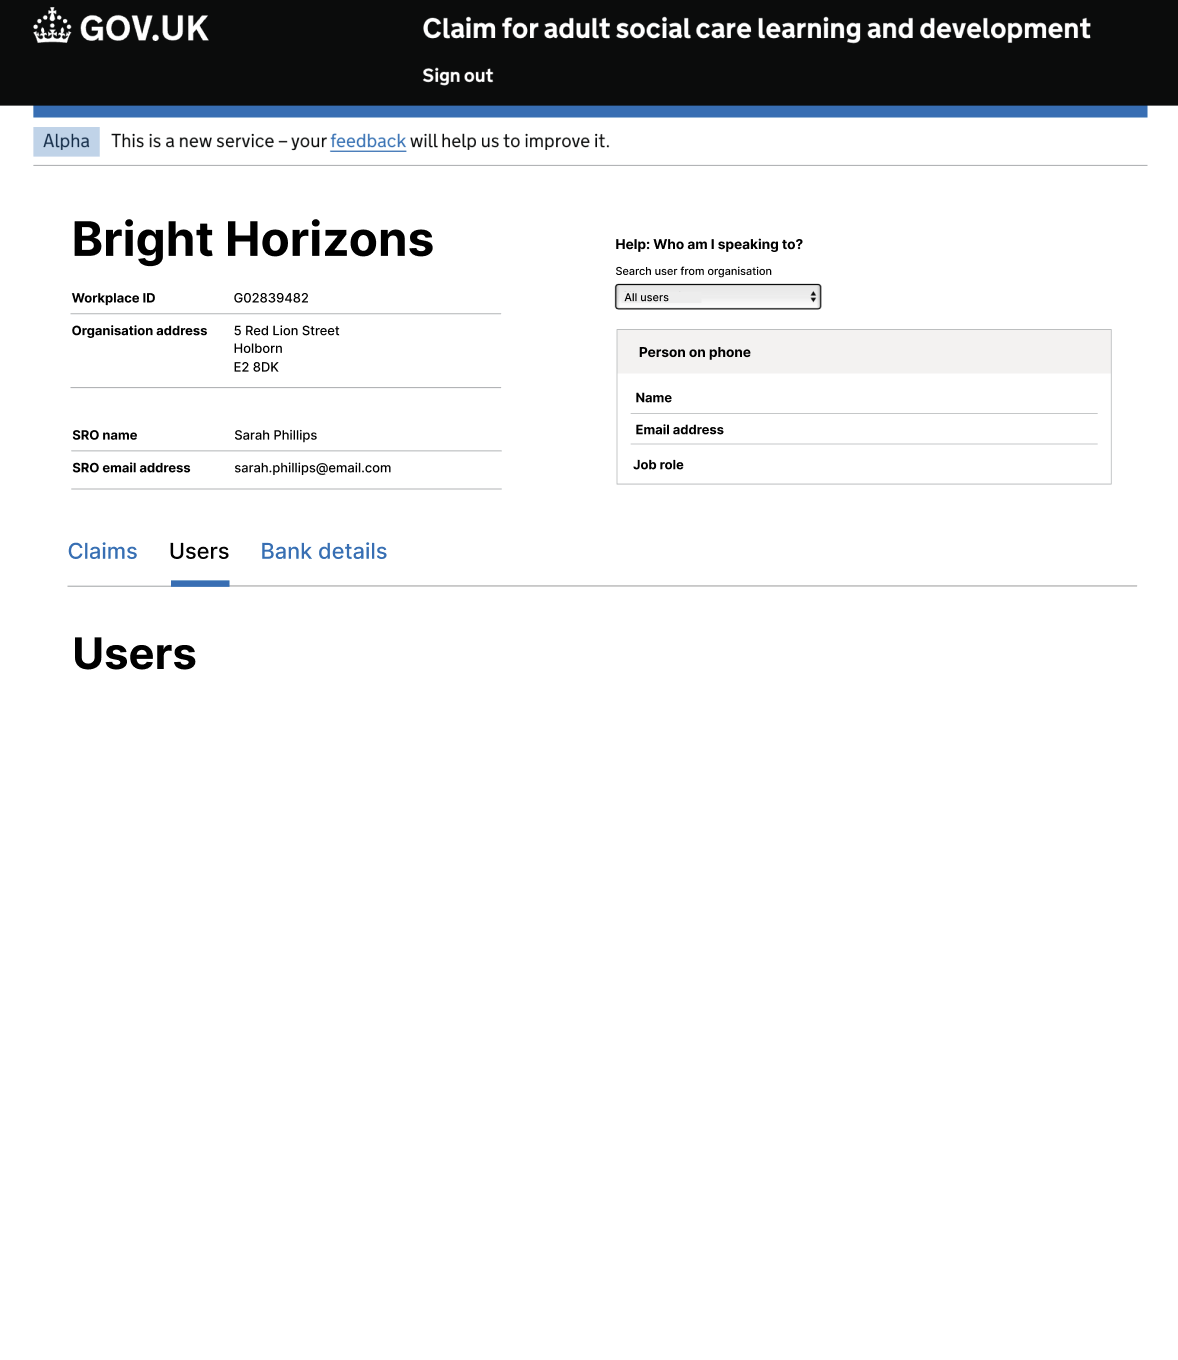 GOV.UK
Claim for adult social care learning and development
Sign out
Alpha This is a new service – your feedback will help us to improve it.
Bright Horizons
Workplace ID G02839482
Organisation address 5 Red Lion Street
Holborn
E2 8DK
SRO name Sarah Phillips
SRO email address sarah.phillips@email.com
Help: Who am I speaking to?
Search user from organisation
All users
Person on phone
Name
Email address
Job role
Claims Users Bank details
Users